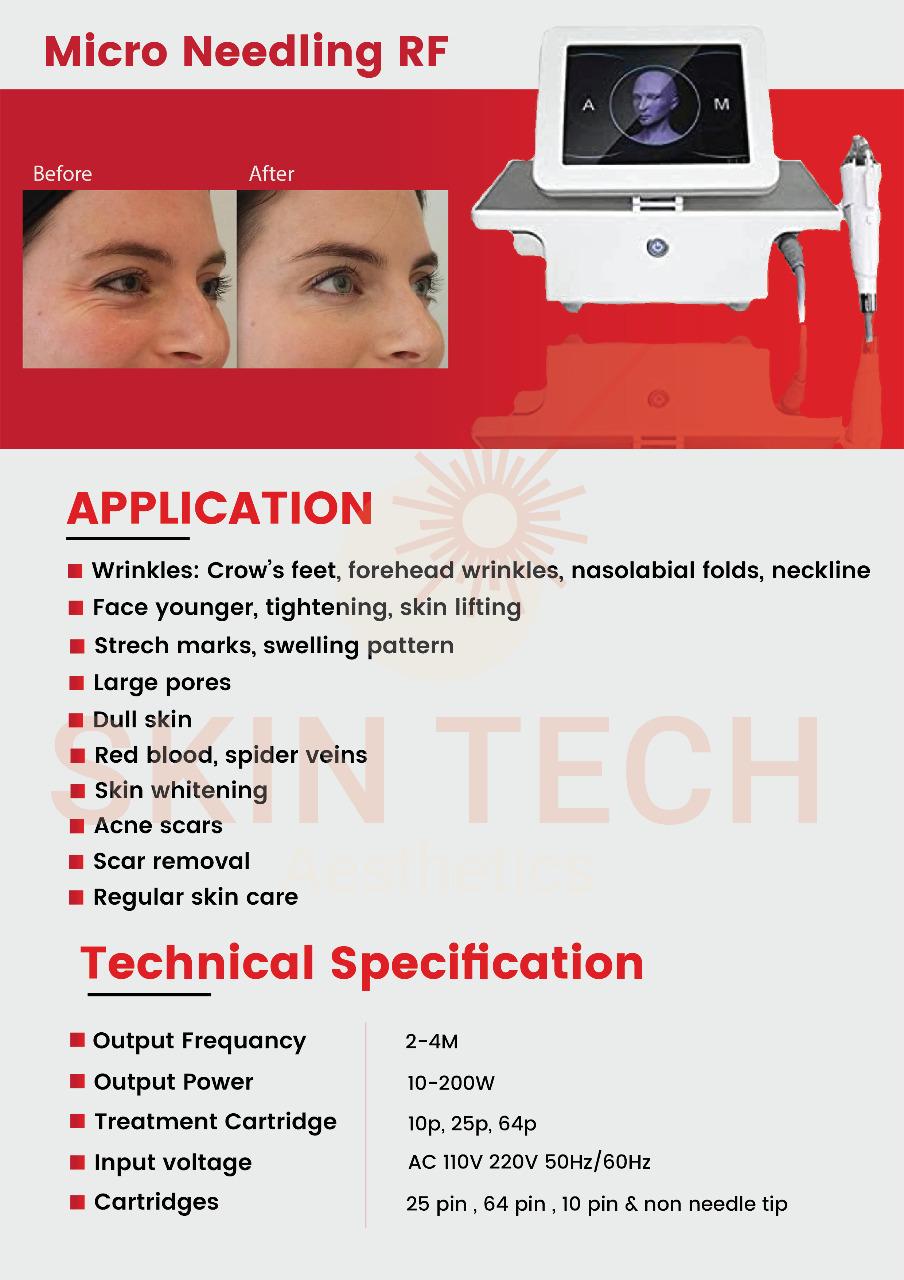 Micro Needling RF
A
M
Before
After
APPLICATION
Wrinkles: Crow's feet, forehead wrinkles, nasolabial folds, neckline
Face younger, tightening, skin lifting
Strech marks, swelling pattern
Large pores
Dull skin
Red blood, spider veins
SKIN TECH
Skin whitening
Acne scars
Scar removal
Aesthetics
Regular skin care
Technical Specification
Output Frequancy 2-4M
Output Power 10-200W
Treatment Cartridge 10p, 25p, 64p
Input voltage AC 110V 220V 50Hz/60Hz
Cartridges 25 pin , 64 pin , 10 pin & non needle tip